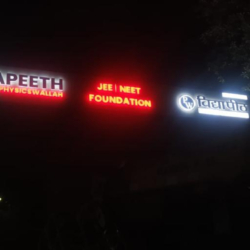 APEETH
PHYSICSWALLAH
JEE | NEET
FOUNDATION